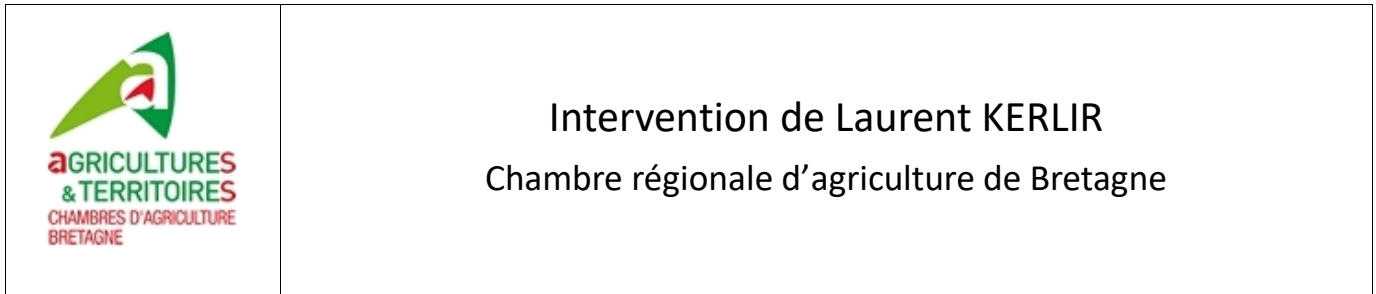 a
aGRICULTURES
& TERRITOIRES
CHAMBRES D'AGRICULTURE
BRETAGNE
Intervention de Laurent KERLIR
Chambre régionale d’agriculture de Bretagne